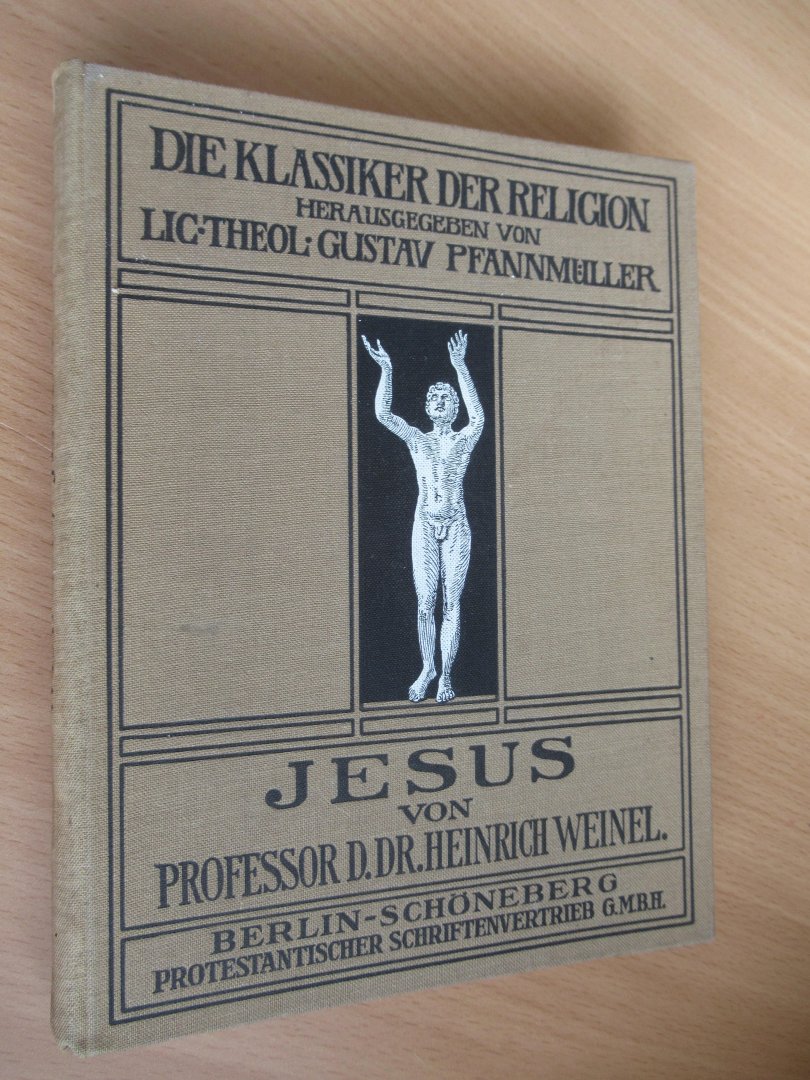 DIE KLASSIKER DER RELIGION
HERAUSGEGEBEN VON
LIC·THEOL· GUSTAV PFANNMÜLLER
JESUS
VON
PROFESSOR D. DR. HEINRICH WEINEL.
BERLIN-SCHÖNEBERG
PROTESTANTISCHER SCHRIFTENVERTRIEB G.M.B.H.